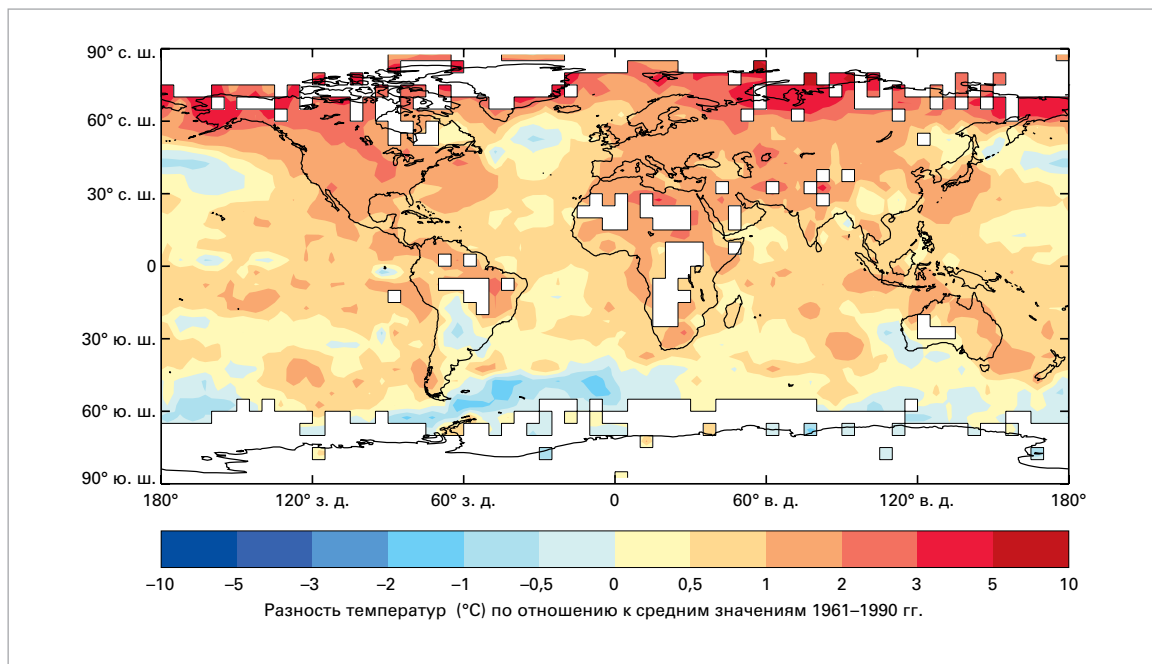 90° с. ш.
60° с. ш.
30° с. ш.
0
30° ю. ш.
60° ю. ш.
90° ю. ш.
180° 120° з. д. 60° з. д. 0 60° в. д. 120° в. д. 180°
–10 –5 –3 –2 –1 –0,5 0 0,5 1 2 3 5 10
Разность температур (°C) по отношению к средним значениям 1961–1990 гг.